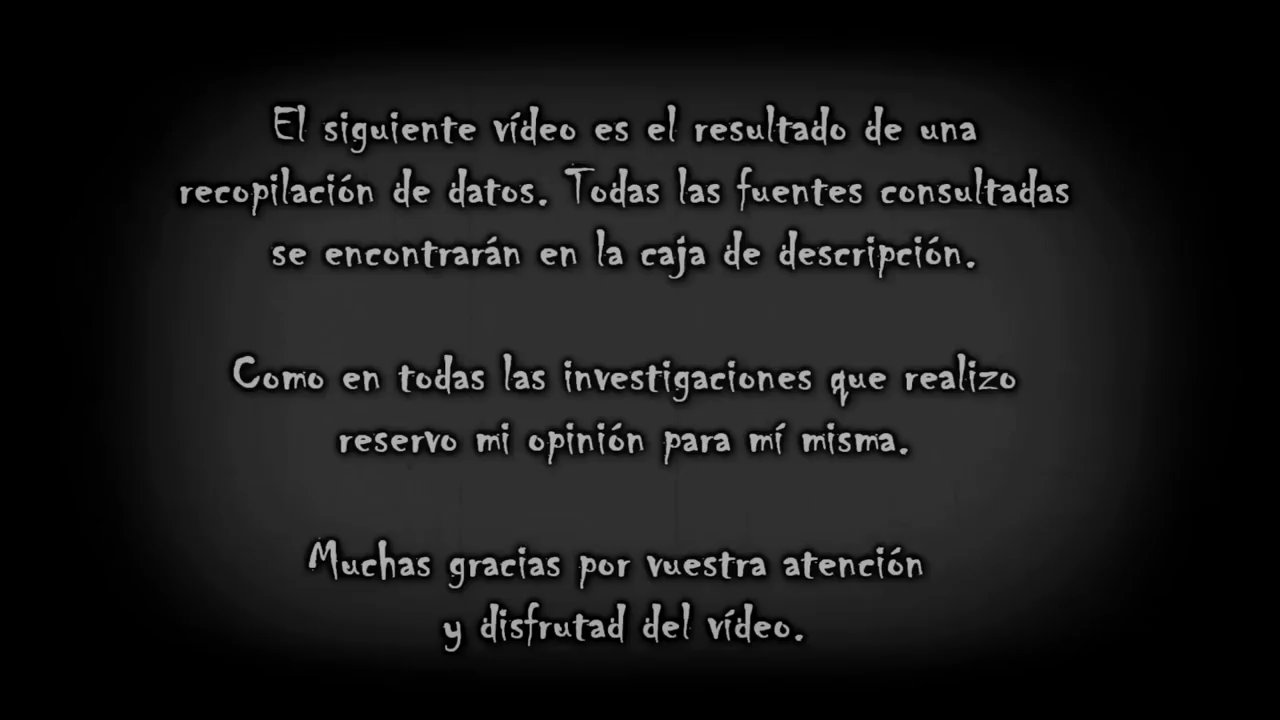 El siguiente vídeo es el resultado de una
recopilación de datos. Todas las fuentes consultadas
se encontrarán en la caja de descripción.
Como en todas las investigaciones que realizo
reservo mi opinión para mí misma.
Muchas gracias por vuestra atención
y disfrutad del vídeo.